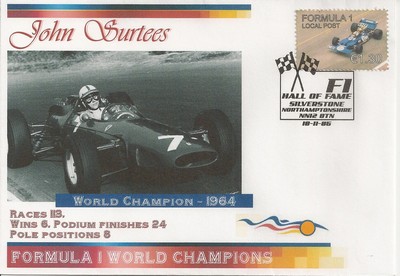 John Surtees
FORMULA 1
LOCAL POST
€1.20
F1
HALL OF FAME
SILVERSTONE
NORTHAMPTONSHIRE
NN12 8TN
18-11-05
7
WORLD CHAMPION - 1964
RACES 113.
WINS 6. PODIUM FINISHES 24
POLE POSITIONS 8
FORMULA 1 WORLD CHAMPIONS